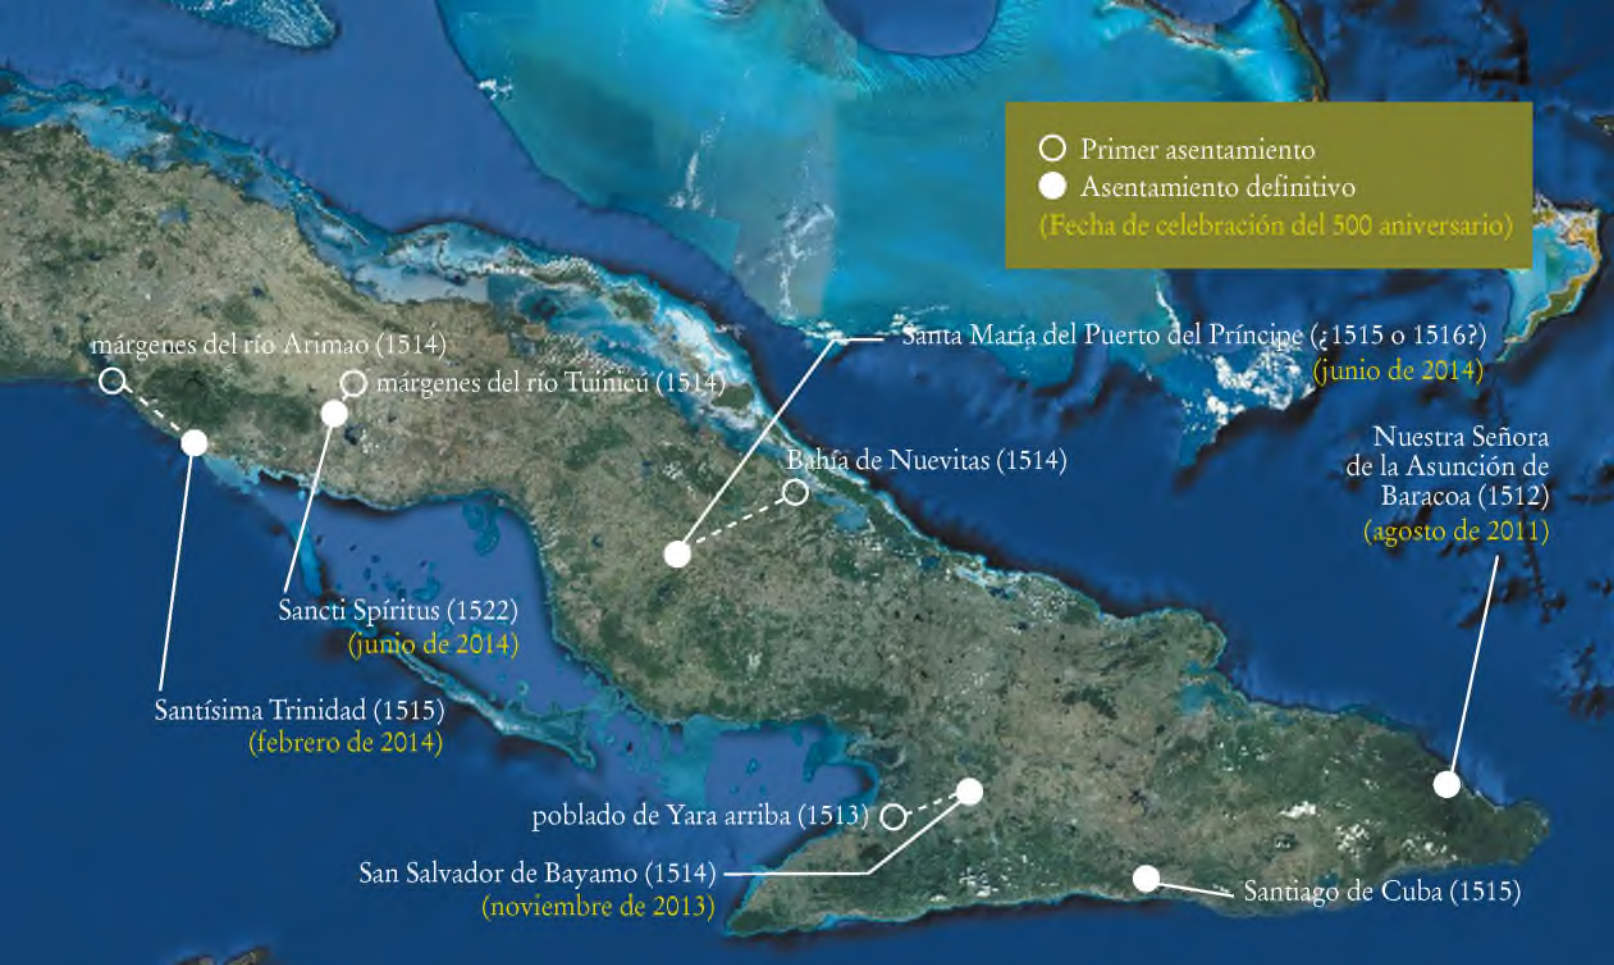 Primer asentamiento
Asentamiento definitivo
(Fecha de celebración del 500 aniversario)
márgenes del río Arimao (1514)
márgenes del río Tuinicú (1514)
Santa María del Puerto del Príncipe (¿1515 o 1516?)
(junio de 2014)
Bahía de Nuevitas (1514)
Nuestra Señora
de la Asunción de
Baracoa (1512)
(agosto de 2011)
Sancti Spíritus (1522)
(junio de 2014)
Santísima Trinidad (1515)
(febrero de 2014)
poblado de Yara arriba (1513)
San Salvador de Bayamo (1514)
(noviembre de 2013)
Santiago de Cuba (1515)